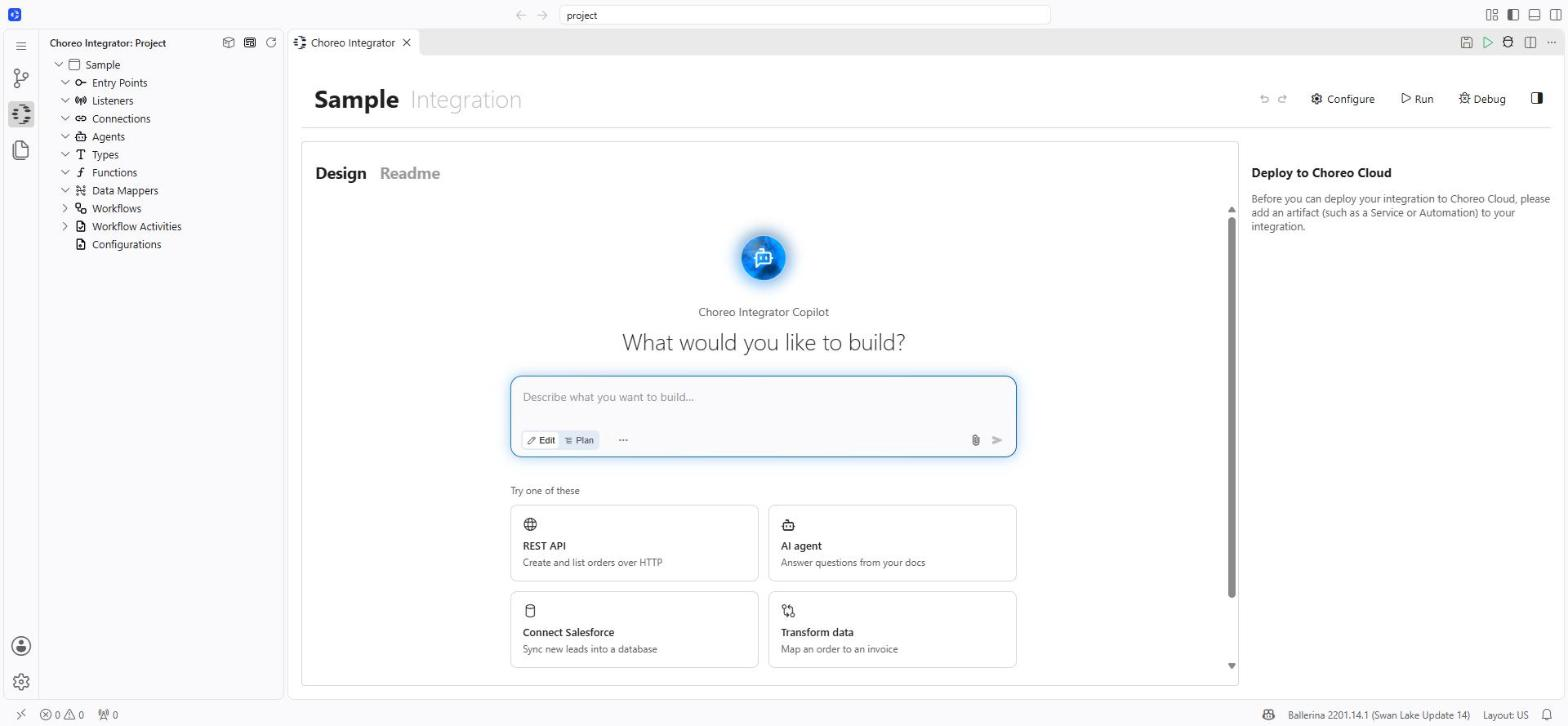 project
Choreo Integrator: Project
Choreo Integrator
Sample
Entry Points
Listeners
Connections
Agents
Types
Functions
Data Mappers
Workflows
Workflow Activities
Configurations
Sample Integration
Configure
Run
Debug
Design Readme
Choreo Integrator Copilot
What would you like to build?
Describe what you want to build...
Edit Plan
Try one of these
REST API
Create and list orders over HTTP
AI agent
Answer questions from your docs
Connect Salesforce
Sync new leads into a database
Transform data
Map an order to an invoice
Deploy to Choreo Cloud
Before you can deploy your integration to Choreo Cloud, please
add an artifact (such as a Service or Automation) to your
integration.
0 0 0
Ballerina 2201.14.1 (Swan Lake Update 14) Layout: US